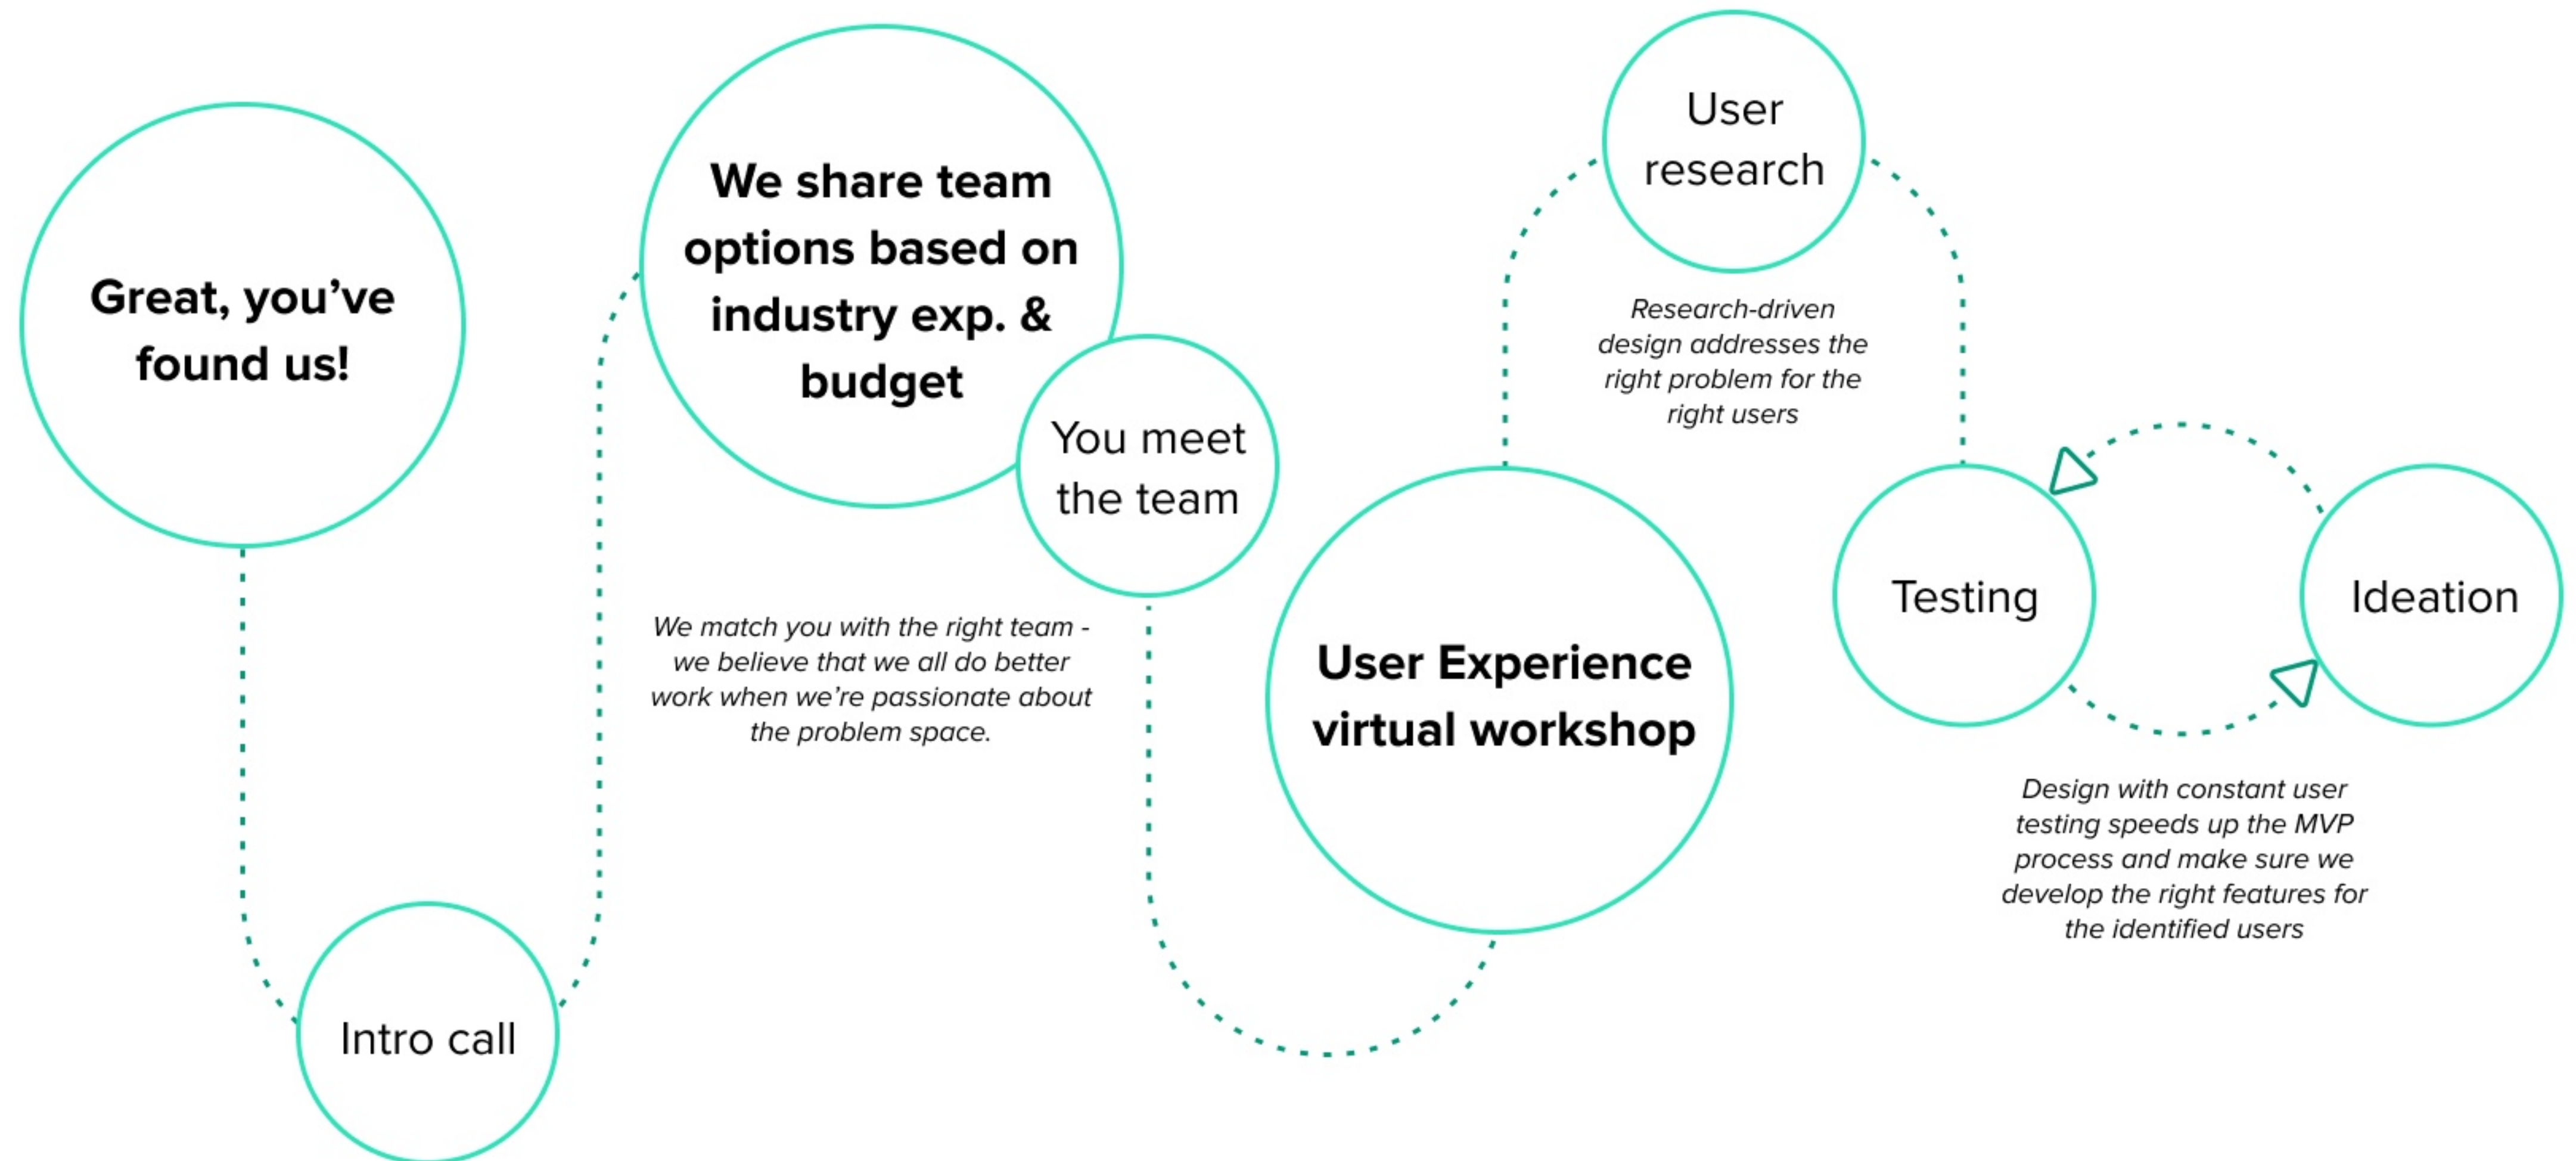 Great, you’ve
found us!
Intro call
We share team
options based on
industry exp. &
budget
You meet
the team
We match you with the right team -
we believe that we all do better
work when we’re passionate about
the problem space.
User Experience
virtual workshop
User
research
Research-driven
design addresses the
right problem for the
right users
Testing
Ideation
Design with constant user
testing speeds up the MVP
process and make sure we
develop the right features for
the identified users